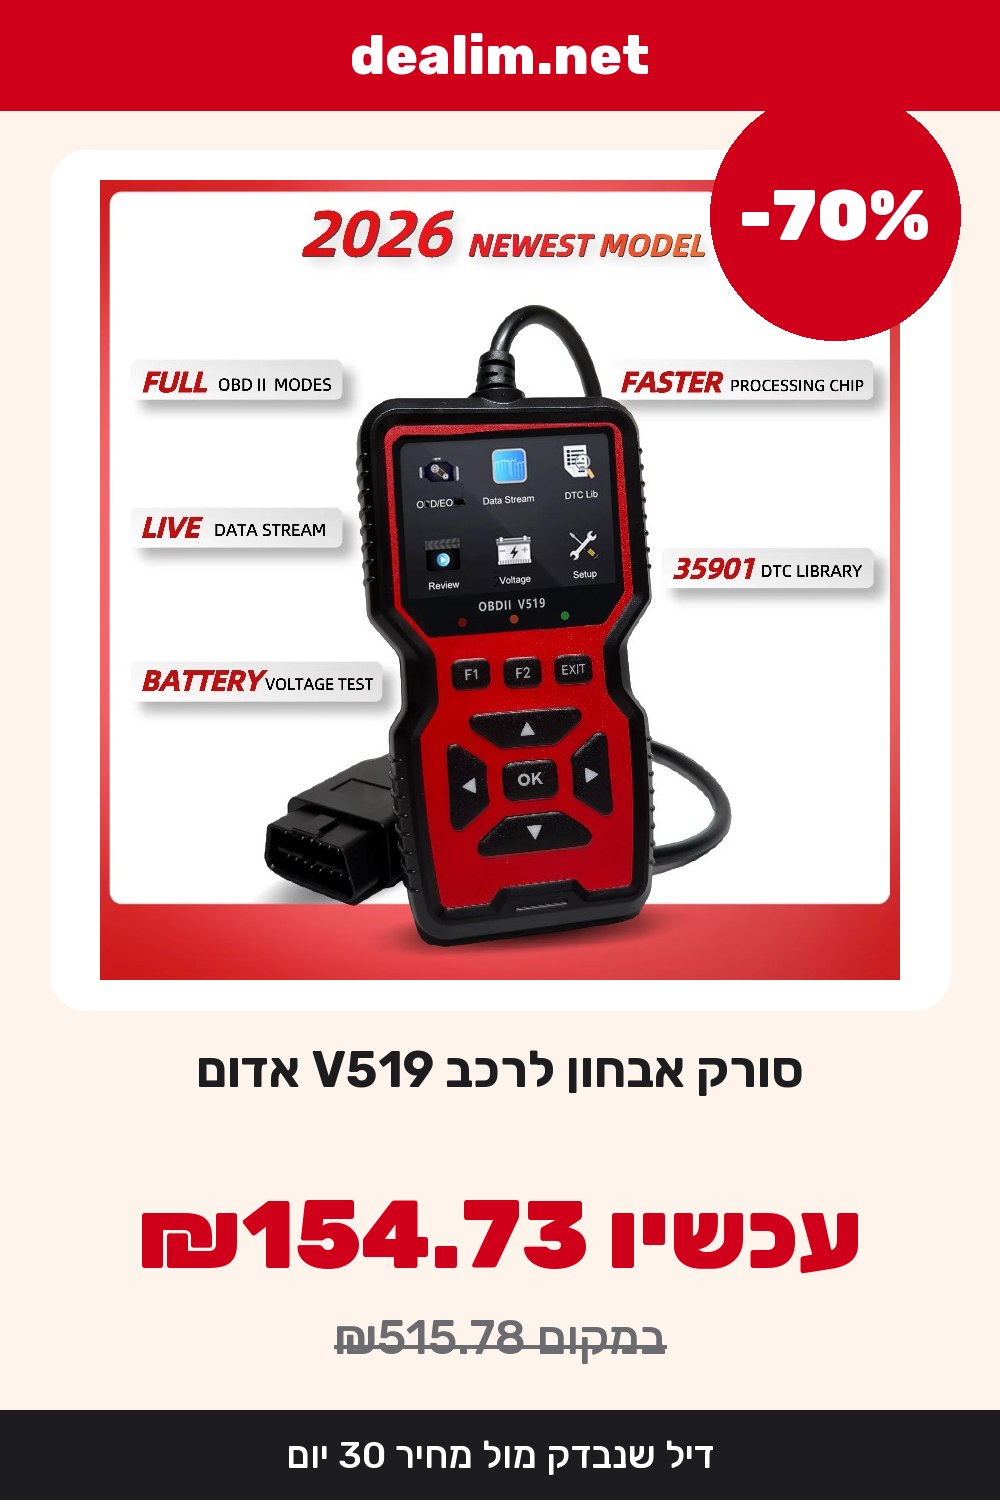 dealim.net
-70%
2026 NEWEST MODEL
FULL OBD II MODES
FASTER PROCESSING CHIP
LIVE DATA STREAM
35901 DTC LIBRARY
BATTERY VOLTAGE TEST
Data Stream
DTC Lib
Review
Voltage
Setup
OBDII V519
F1
F2
EXIT
OK
סורק אבחון לרכב V519 אדום
עכשיו 154.73₪
במקום 515.78₪
דיל שנבדק מול מחיר 30 יום